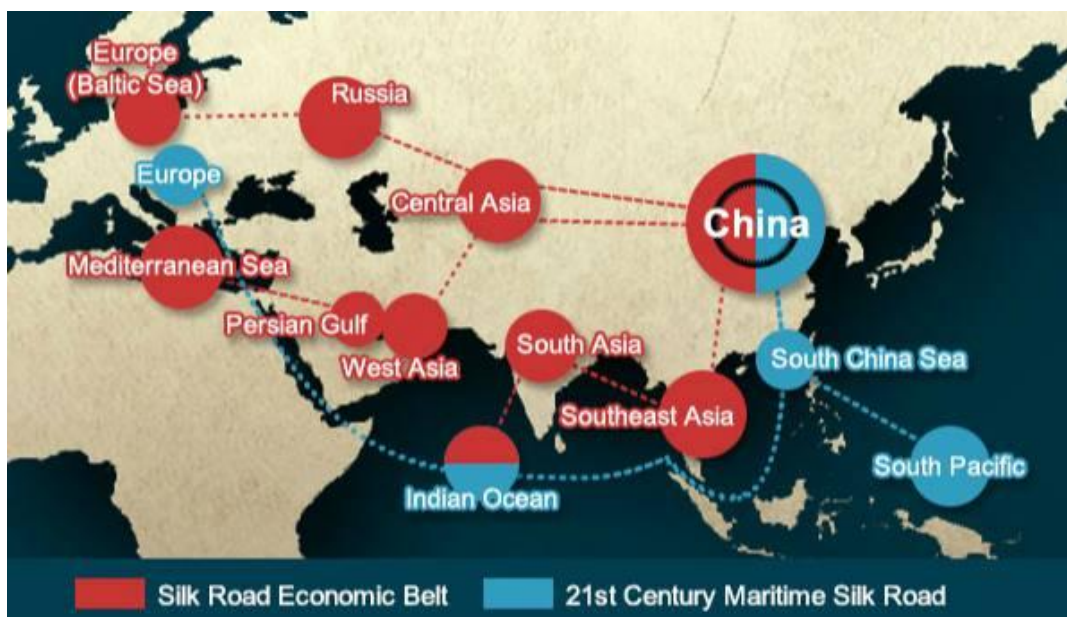 Europe
(Baltic Sea)
Russia
Europe
Central Asia
China
Mediterranean Sea
Persian Gulf
West Asia
South Asia
South China Sea
Southeast Asia
South Pacific
Indian Ocean
Silk Road Economic Belt
21st Century Maritime Silk Road